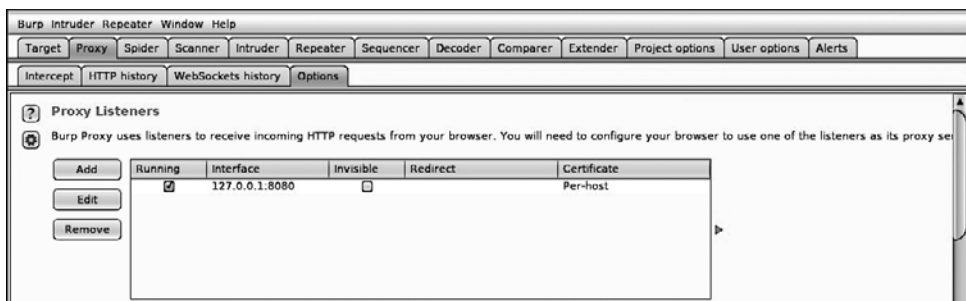 Burp Intruder Repeater Window Help
Target Proxy Spider Scanner Intruder Repeater Sequencer Decoder Comparer Extender Project options User options Alerts
Intercept HTTP history WebSockets history Options
? Proxy Listeners
Burp Proxy uses listeners to receive incoming HTTP requests from your browser. You will need to configure your browser to use one of the listeners as its proxy se
Add Running Interface Invisible Redirect Certificate
127.0.0.1:8080 Per-host
Edit
Remove